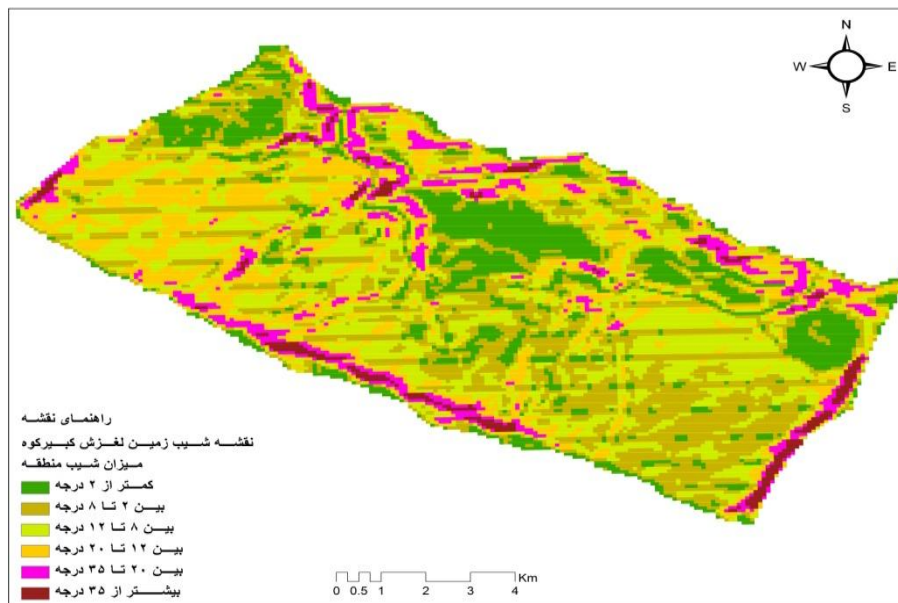 N
W E
S
راهنمای نقشه
نقشه شیب زمین لغزش کبیرکوه
میزان شیب منطقه
کمتر از ۲ درجه
بین ۲ تا ۸ درجه
بین ۸ تا ۱۲ درجه
بین ۱۲ تا ۲۰ درجه
بین ۲۰ تا ۳۵ درجه
بیشتر از ۳۵ درجه
Km
0 0.5 1 2 3 4